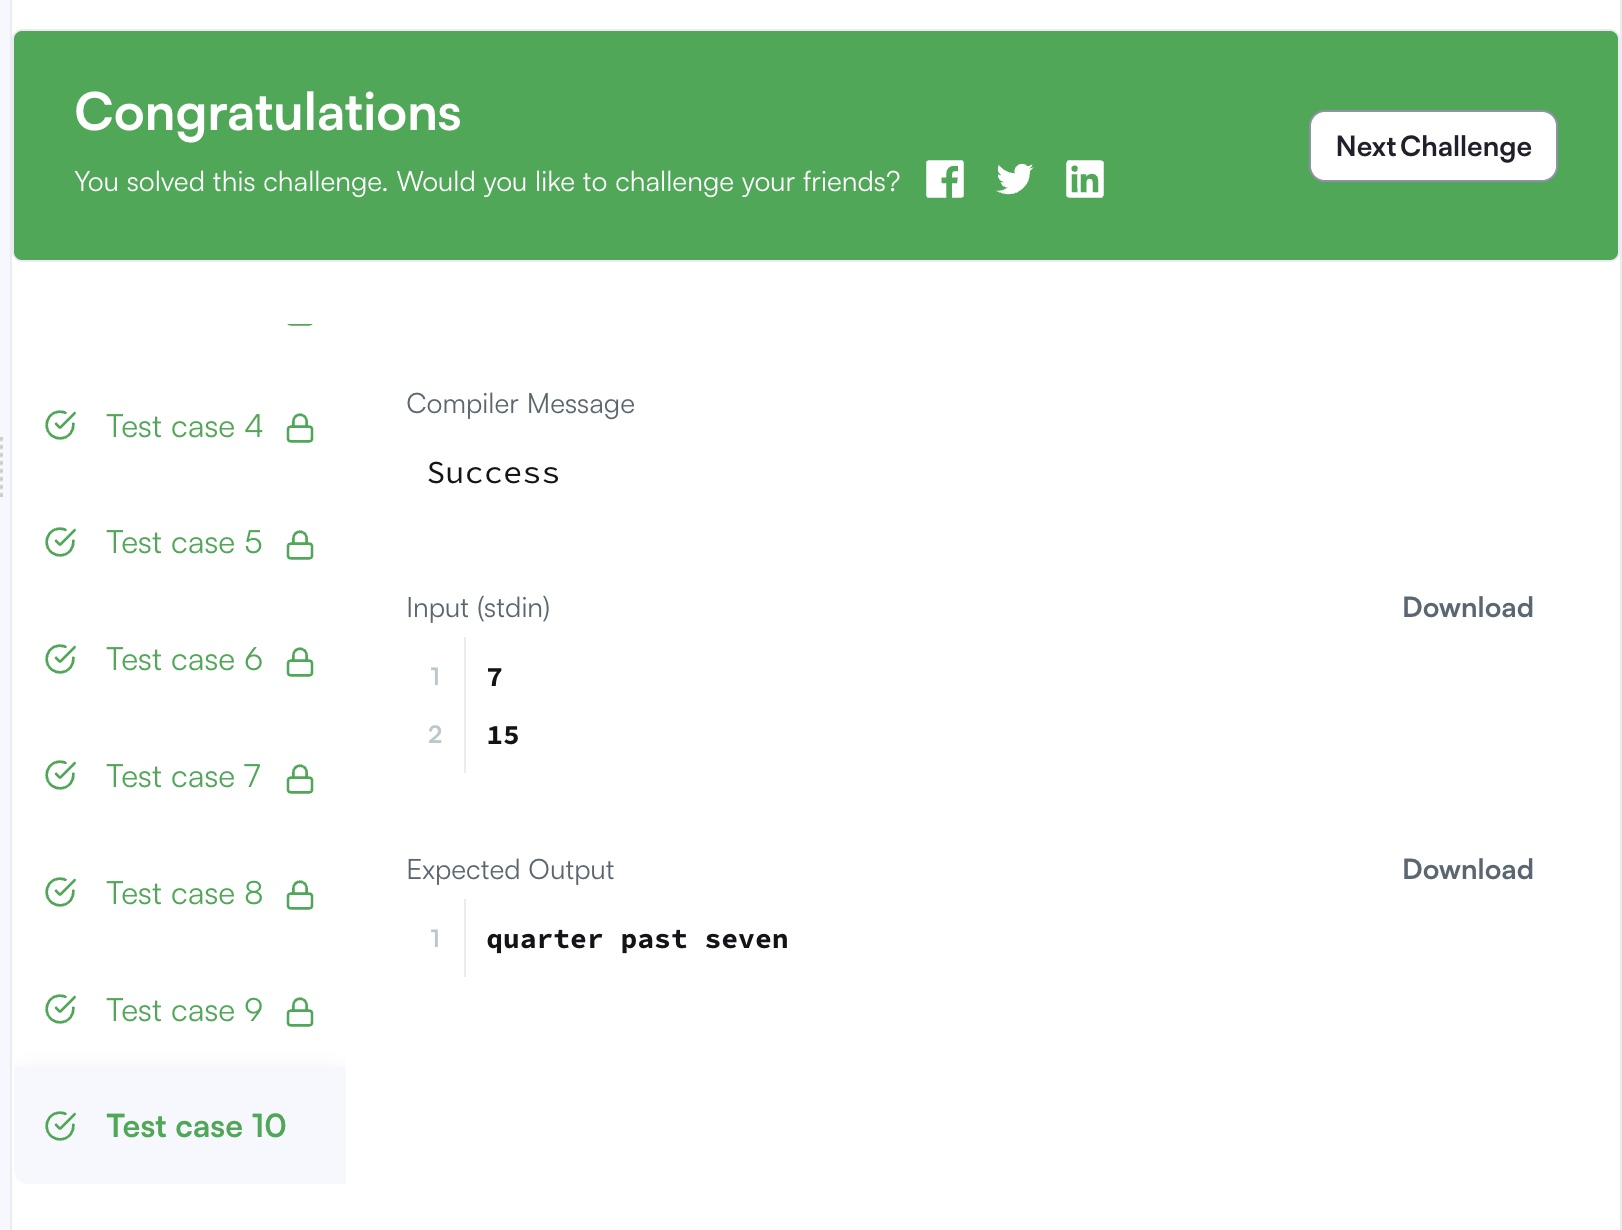 Congratulations
You solved this challenge. Would you like to challenge your friends?
Next Challenge
Test case 4
Test case 5
Test case 6
Test case 7
Test case 8
Test case 9
Test case 10
Compiler Message
Success
Input (stdin)
Download
1 7
2 15
Expected Output
Download
1 quarter past seven